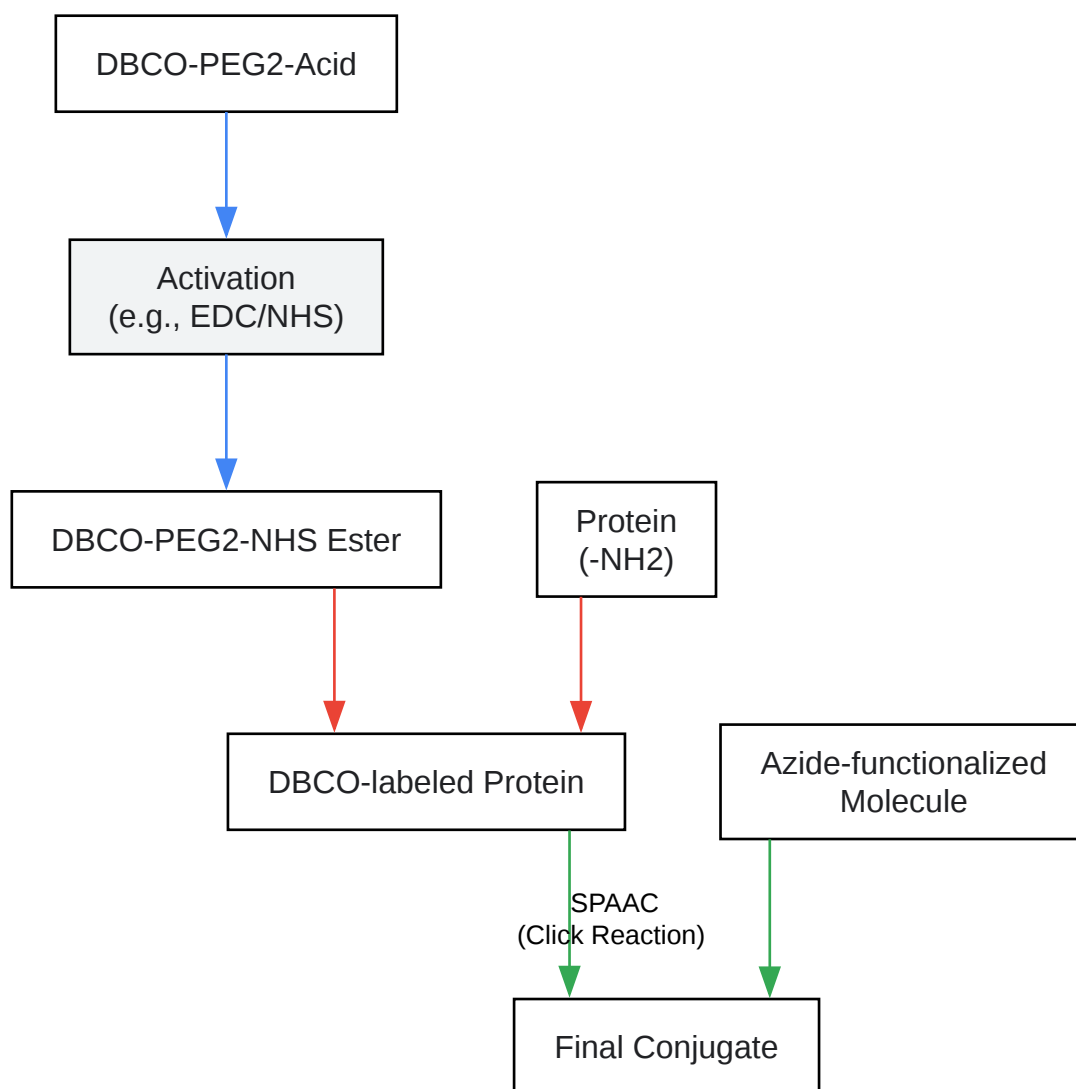 DBCO-PEG2-Acid
Activation
(e.g., EDC/NHS)
DBCO-PEG2-NHS Ester
Protein
(-NH2)
DBCO-labeled Protein
Azide-functionalized
Molecule
SPAAC
(Click Reaction)
Final Conjugate